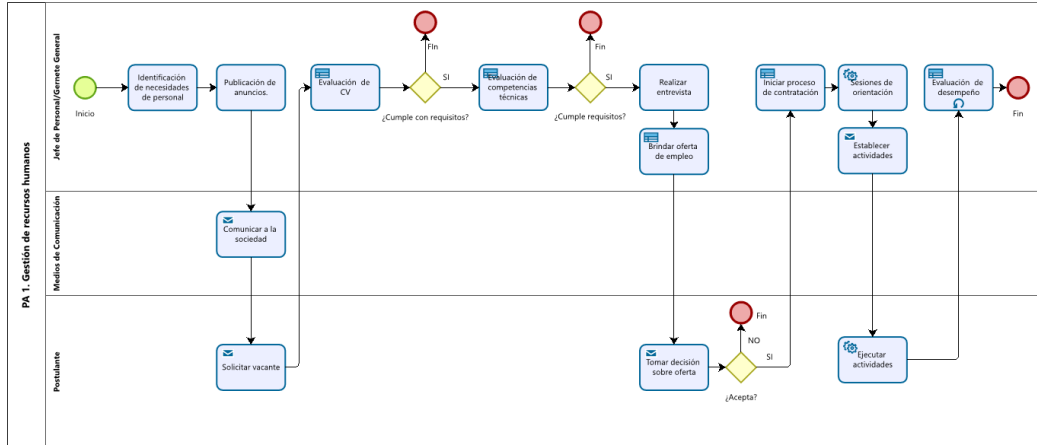 PA 1. Gestión de recursos humanos
Jefe de Personal/Gernete General
Inicio
Identificación
de necesidades
de personal
Publicación de
anuncios.
Evaluación de
CV
FIn
SI
¿Cumple con requisitos?
Evaluación de
competencias
técnicas
Fin
SI
¿Cumple requisitos?
Realizar
entrevista
Brindar oferta
de empleo
Iniciar proceso
de contratación
Sesiones de
orientación
Establecer
actividades
Evaluación de
desempeño
Fin
Medios de Comunicación
Comunicar a la
sociedad
Postulante
Solicitar vacante
Tomar decisión
sobre oferta
Fin
NO
SI
¿Acepta?
Ejecutar
actividades